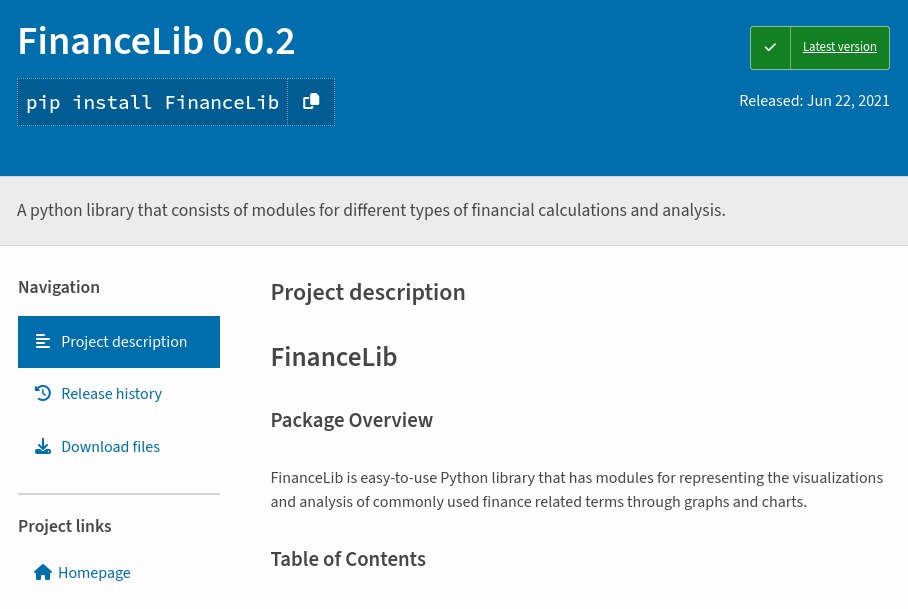 FinanceLib 0.0.2
Latest version
pip install FinanceLib
Released: Jun 22, 2021
A python library that consists of modules for different types of financial calculations and analysis.
Navigation
Project description
Release history
Download files
Project links
Homepage
Project description
FinanceLib
Package Overview
FinanceLib is easy-to-use Python library that has modules for representing the visualizations
and analysis of commonly used finance related terms through graphs and charts.
Table of Contents